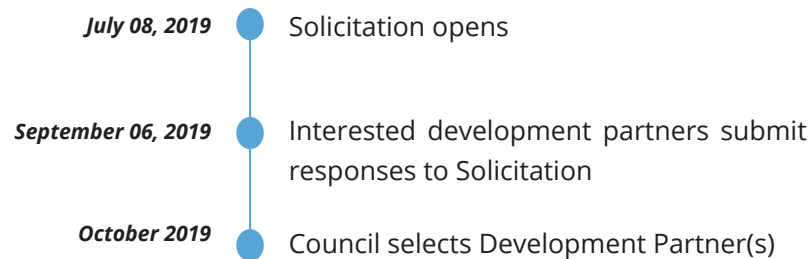 July 08, 2019 Solicitation opens
September 06, 2019 Interested development partners submit
responses to Solicitation
October 2019 Council selects Development Partner(s)